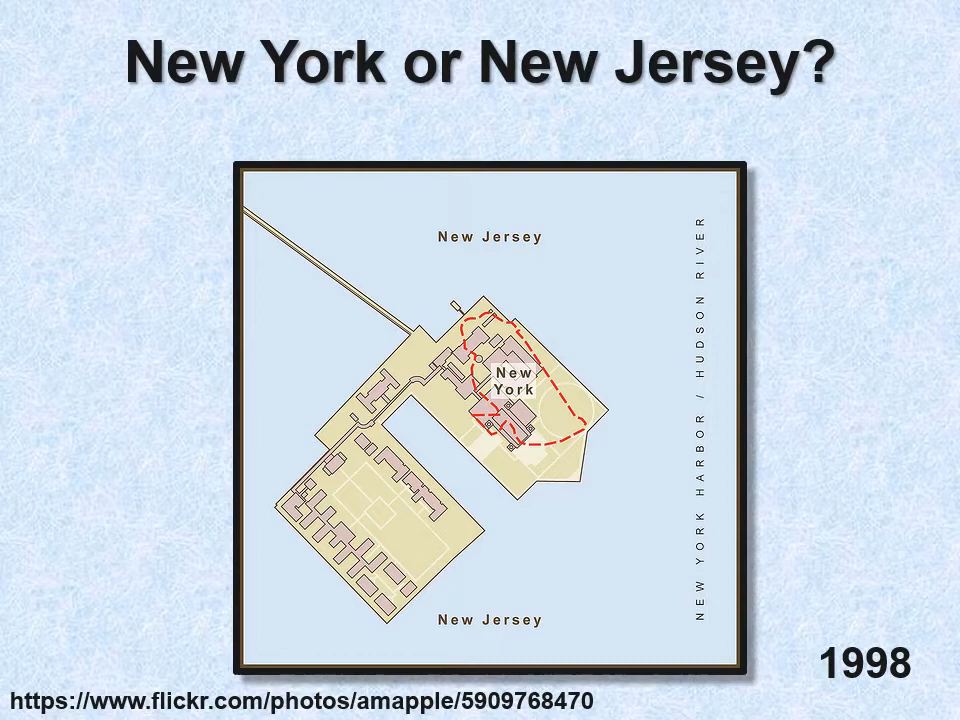 New York or New Jersey?
New Jersey
NEW YORK HARBOR / HUDSON RIVER
New
York
New Jersey
1998
https://www.flickr.com/photos/amapple/5909768470